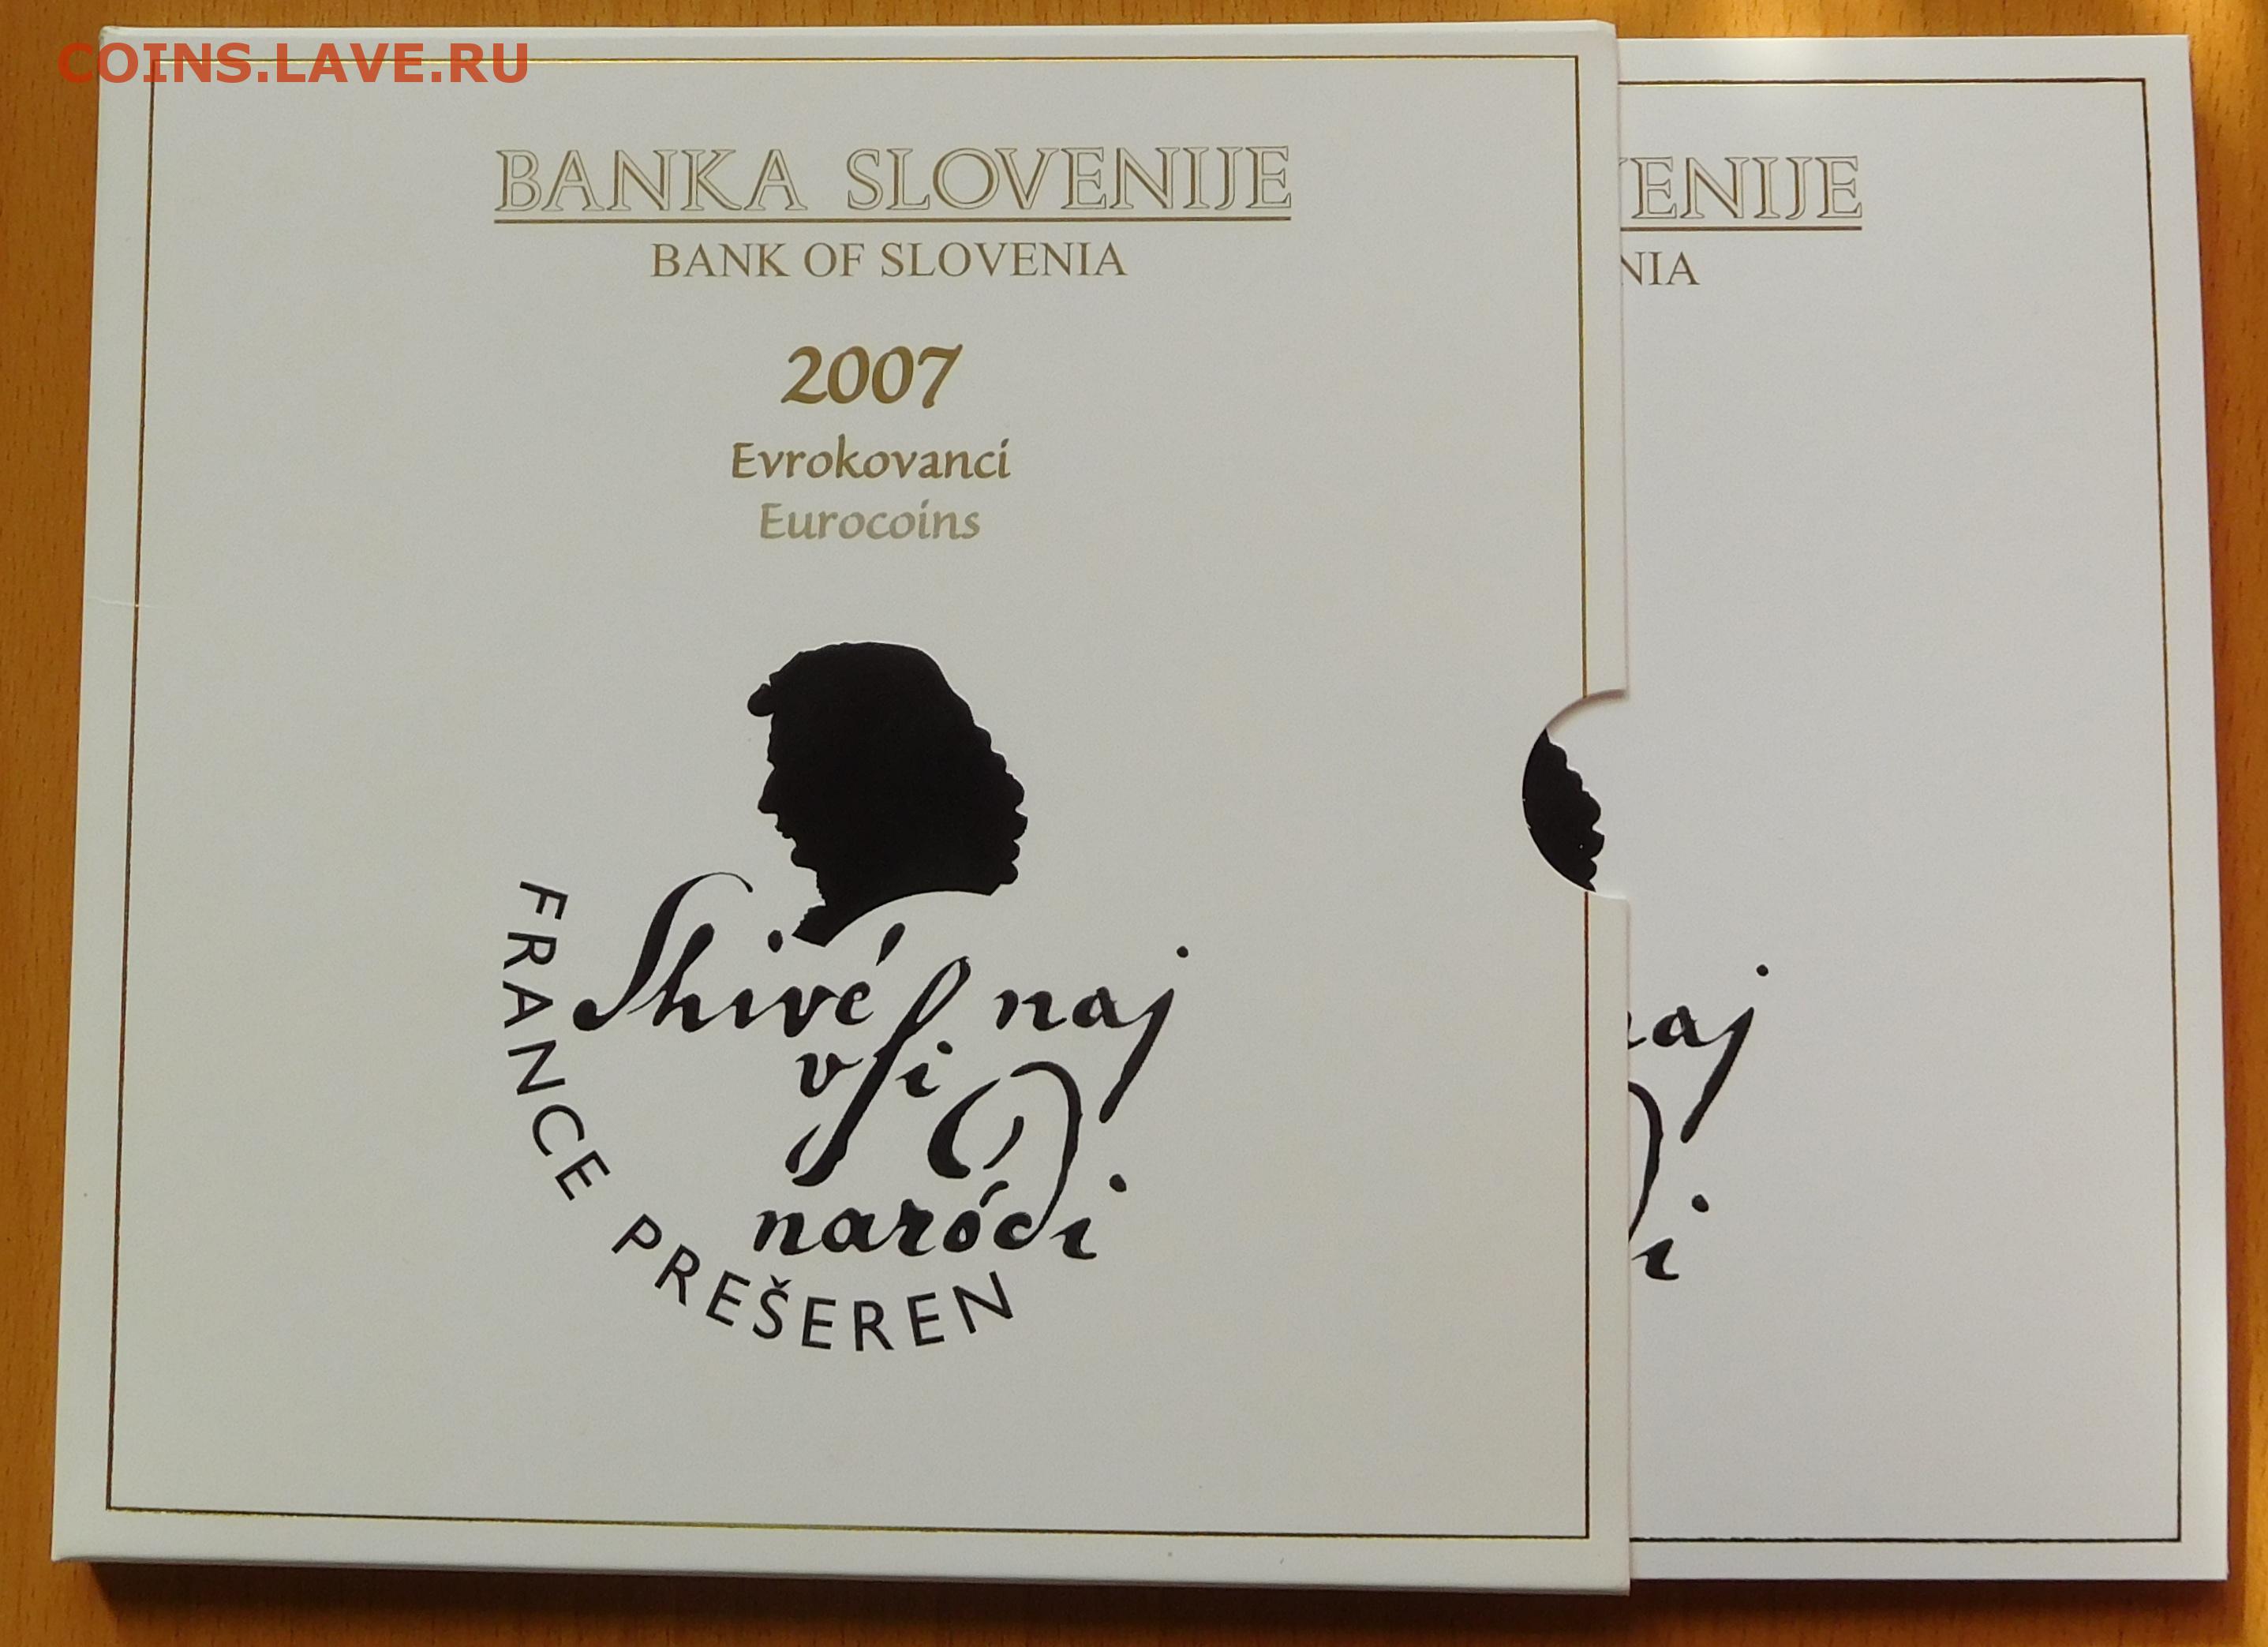 COINS.LAVE.RU
BANKA SLOVENIJE
BANK OF SLOVENIA
2007
Evrokovanci
Eurocoins
Shivé naj
vſi
naródi
FRANCE PREŠEREN
ENIJE
NIA
naj
i